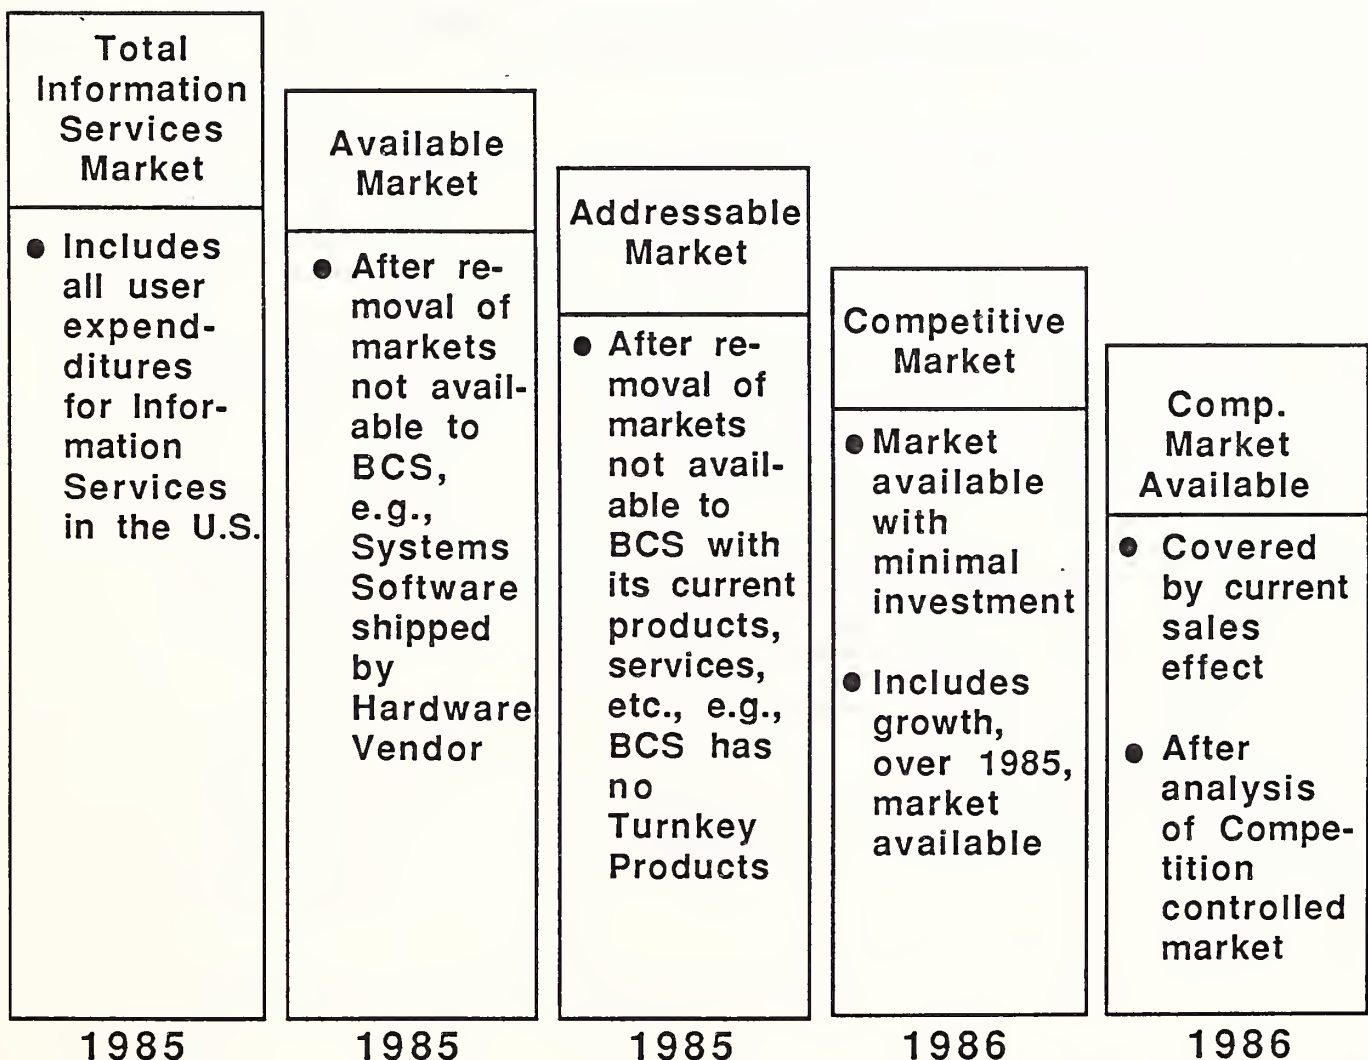 Total
Information
Services
Market
● Includes
all user
expend-
ditures
for Infor-
mation
Services
in the U.S.
1985
Available
Market
● After re-
moval of
markets
not avail-
able to
BCS,
e.g.,
Systems
Software
shipped
by
Hardware
Vendor
1985
Addressable
Market
● After re-
moval of
markets
not avail-
able to
BCS with
its current
products,
services,
etc., e.g.,
BCS has
no
Turnkey
Products
1985
Competitive
Market
● Market
available
with
minimal
investment
● Includes
growth,
over 1985,
market
available
1986
Comp.
Market
Available
● Covered
by current
sales
effect
● After
analysis
of Compe-
tition
controlled
market
1986